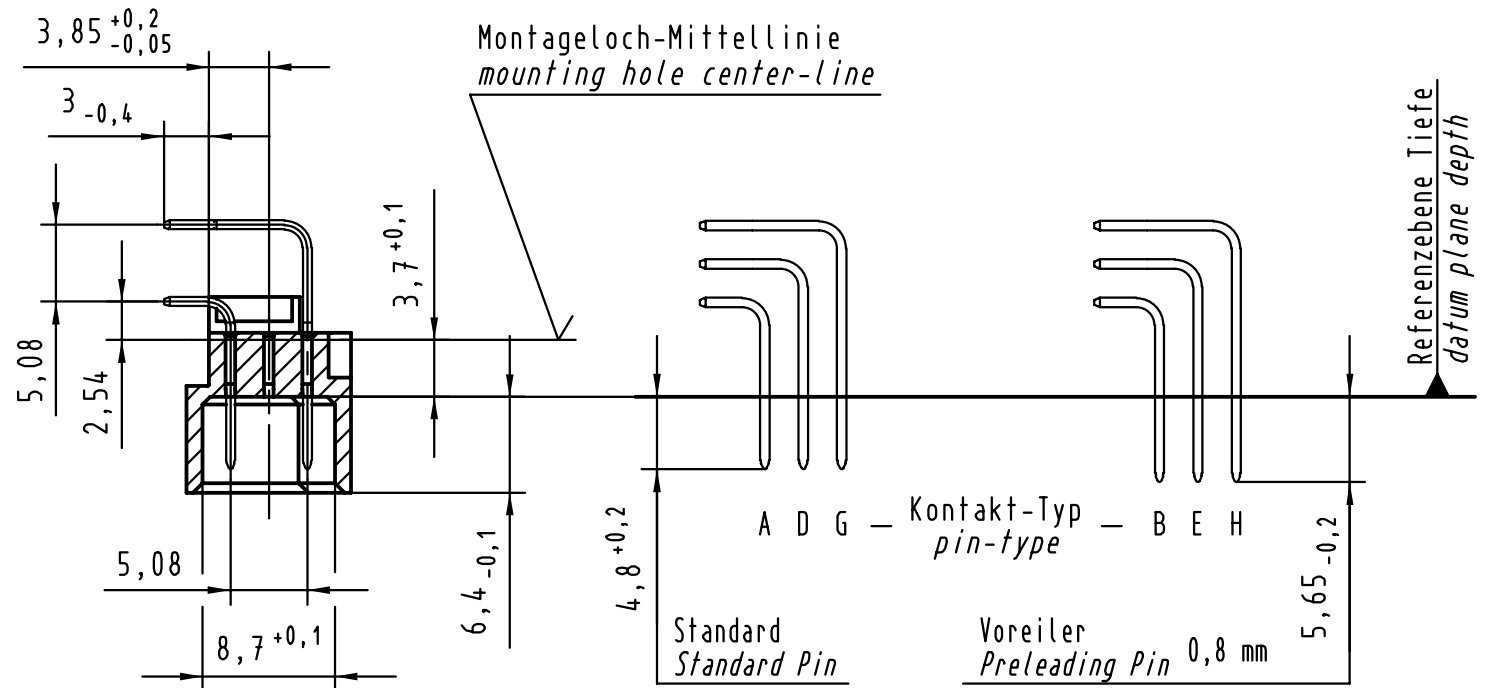 3,85 +0,2 -0,05
3 -0,4
Montageloch-Mittellinie
mounting hole center-line
5,08
2,54
3,7 +0,1
5,08
8,7 +0,1
6,4 -0,1
4,8 +0,2
A D G – Kontakt-Typ – B E H
pin-type
Standard
Standard Pin
Voreiler
Preleading Pin 0,8 mm
5,65 -0,2
Referenzebene Tiefe
datum plane depth